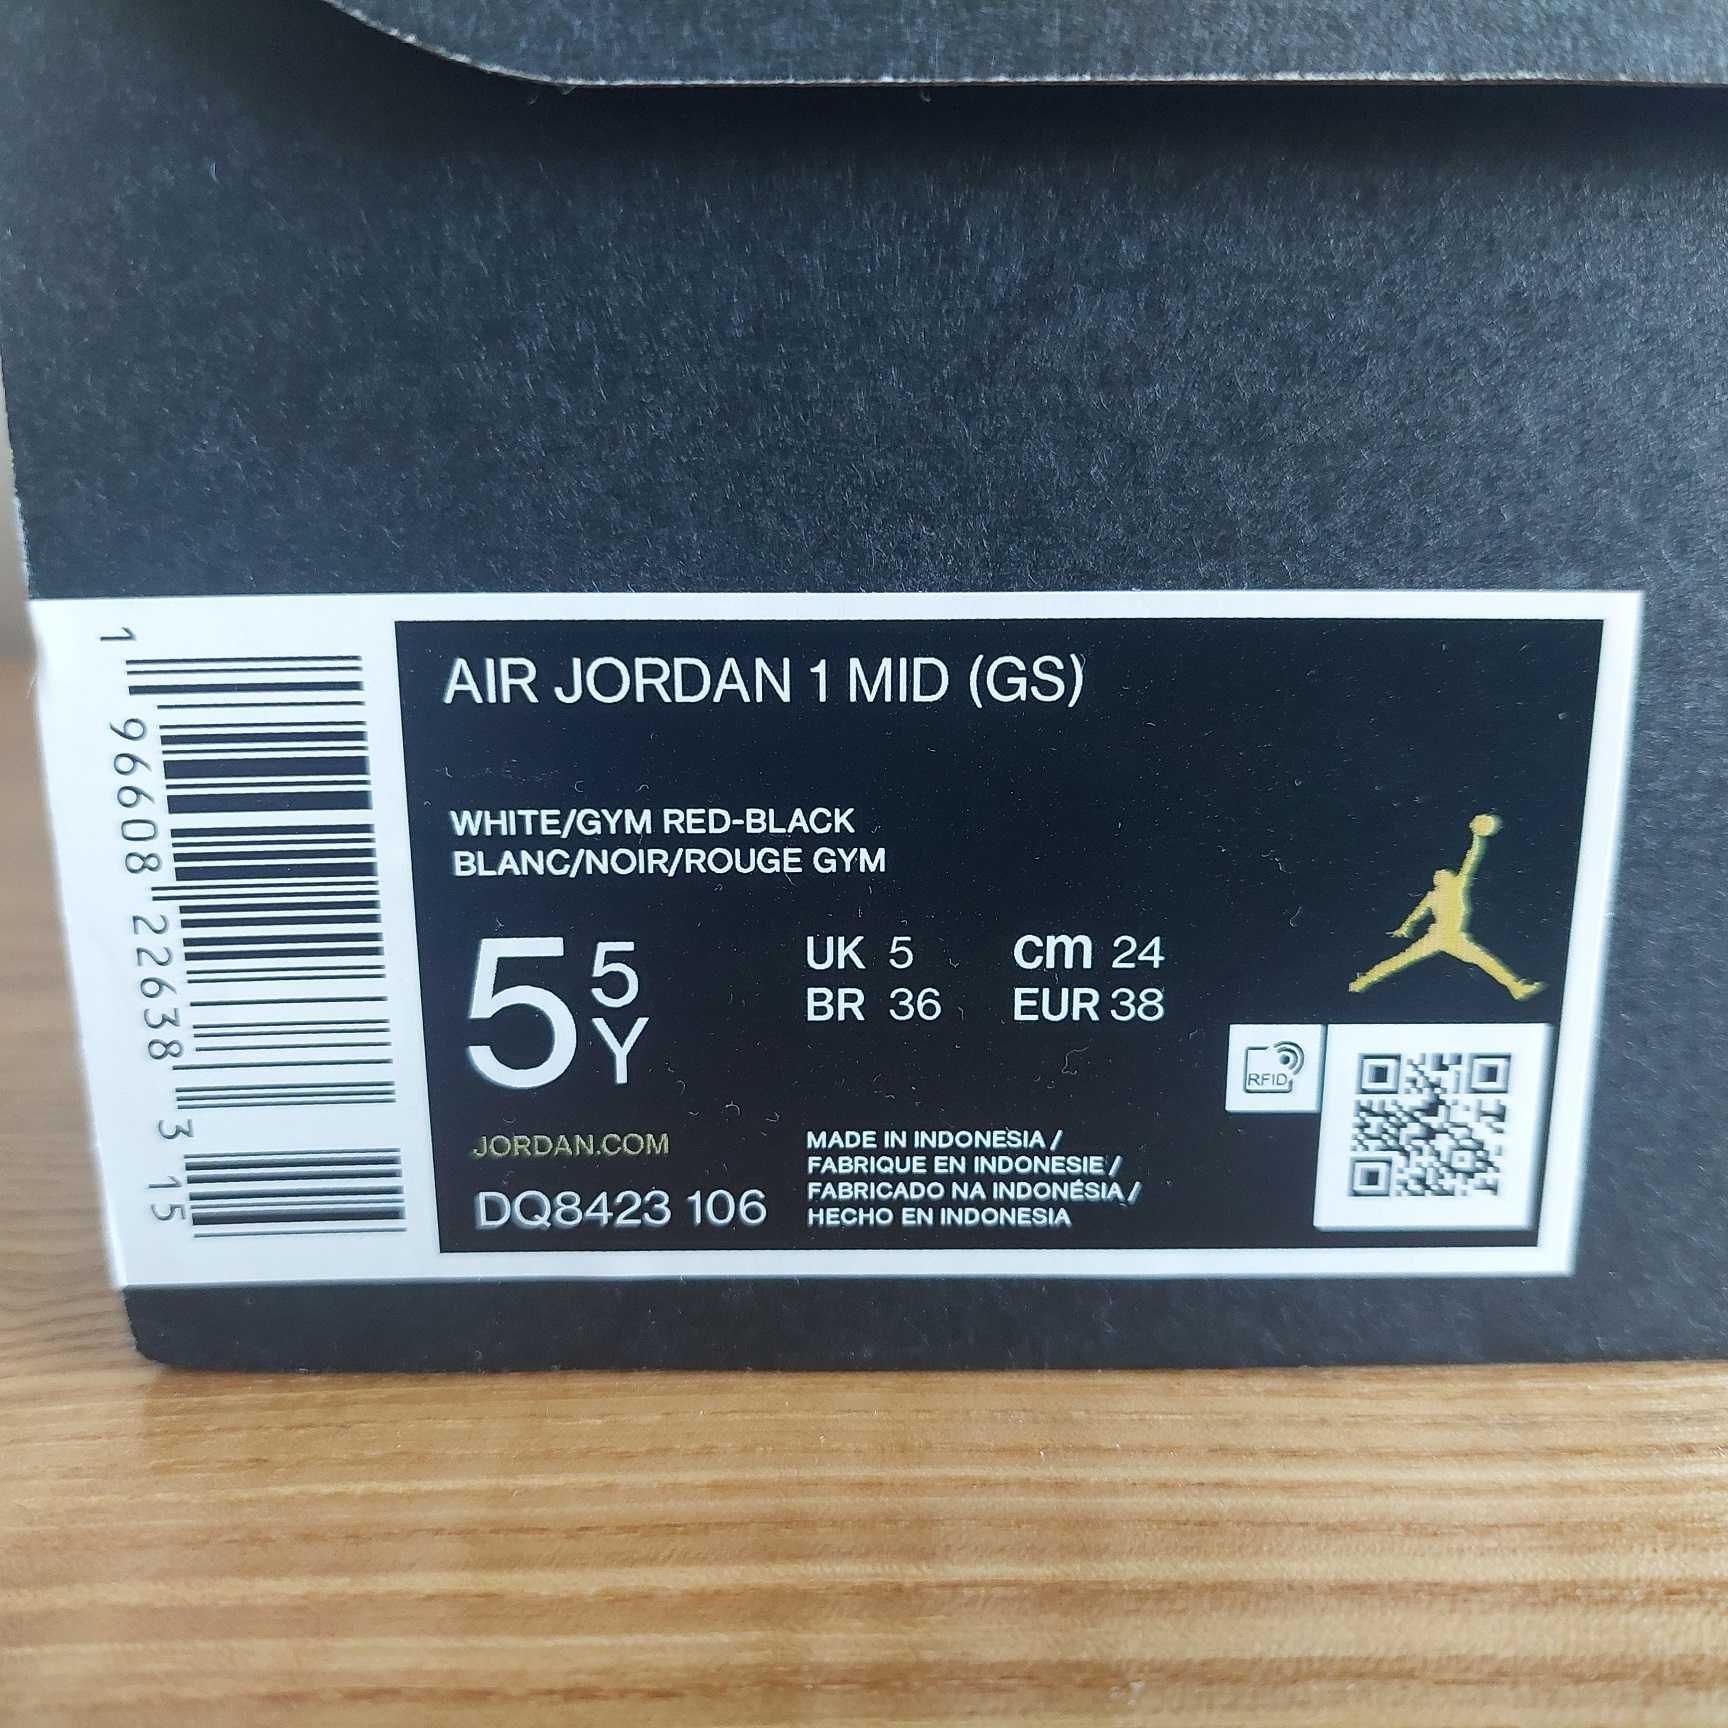 AIR JORDAN 1 MID (GS)
WHITE/GYM RED-BLACK
BLANC/NOIR/ROUGE GYM
5 5Y
UK 5 cm 24
BR 36 EUR 38
JORDAN.COM
DQ8423 106
MADE IN INDONESIA /
FABRIQUE EN INDONESIE /
FABRICADO NA INDONÉSIA /
HECHO EN INDONESIA
RFID
1 96608 22638 3 15